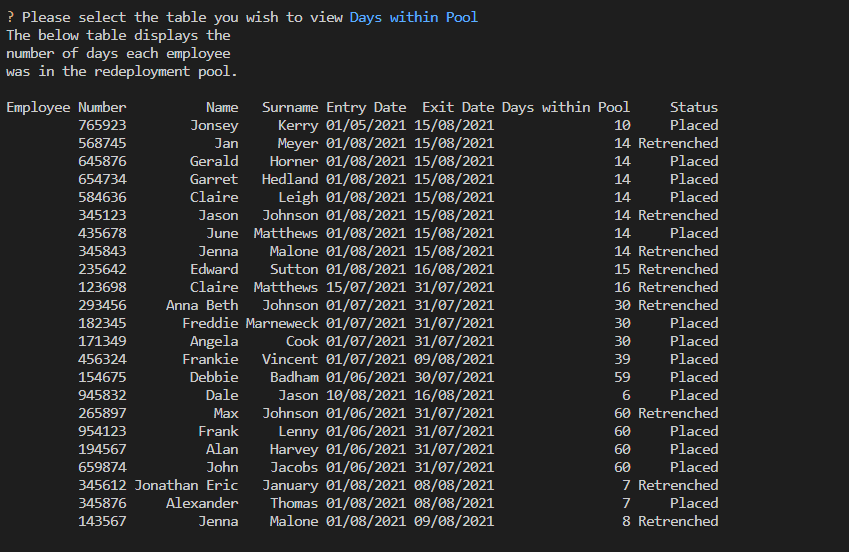 ? Please select the table you wish to view Days within Pool
The below table displays the
number of days each employee
was in the redeployment pool.
Employee Number Name Surname Entry Date Exit Date Days within Pool Status
765923 Jonsey Kerry 01/05/2021 15/08/2021 10 Placed
568745 Jan Meyer 01/08/2021 15/08/2021 14 Retrenched
645876 Gerald Horner 01/08/2021 15/08/2021 14 Placed
654734 Garret Hedland 01/08/2021 15/08/2021 14 Placed
584636 Claire Leigh 01/08/2021 15/08/2021 14 Placed
345123 Jason Johnson 01/08/2021 15/08/2021 14 Retrenched
435678 June Matthews 01/08/2021 15/08/2021 14 Placed
345843 Jenna Malone 01/08/2021 15/08/2021 14 Retrenched
235642 Edward Sutton 01/08/2021 16/08/2021 15 Retrenched
123698 Claire Matthews 15/07/2021 31/07/2021 16 Retrenched
293456 Anna Beth Johnson 01/07/2021 31/07/2021 30 Retrenched
182345 Freddie Marneweck 01/07/2021 31/07/2021 30 Placed
171349 Angela Cook 01/07/2021 31/07/2021 30 Placed
456324 Frankie Vincent 01/07/2021 09/08/2021 39 Placed
154675 Debbie Badham 01/06/2021 30/07/2021 59 Placed
945832 Dale Jason 10/08/2021 16/08/2021 6 Placed
265897 Max Johnson 01/06/2021 31/07/2021 60 Retrenched
954123 Frank Lenny 01/06/2021 31/07/2021 60 Placed
194567 Alan Harvey 01/06/2021 31/07/2021 60 Placed
659874 John Jacobs 01/06/2021 31/07/2021 60 Placed
345612 Jonathan Eric January 01/08/2021 08/08/2021 7 Retrenched
345876 Alexander Thomas 01/08/2021 08/08/2021 7 Placed
143567 Jenna Malone 01/08/2021 09/08/2021 8 Retrenched